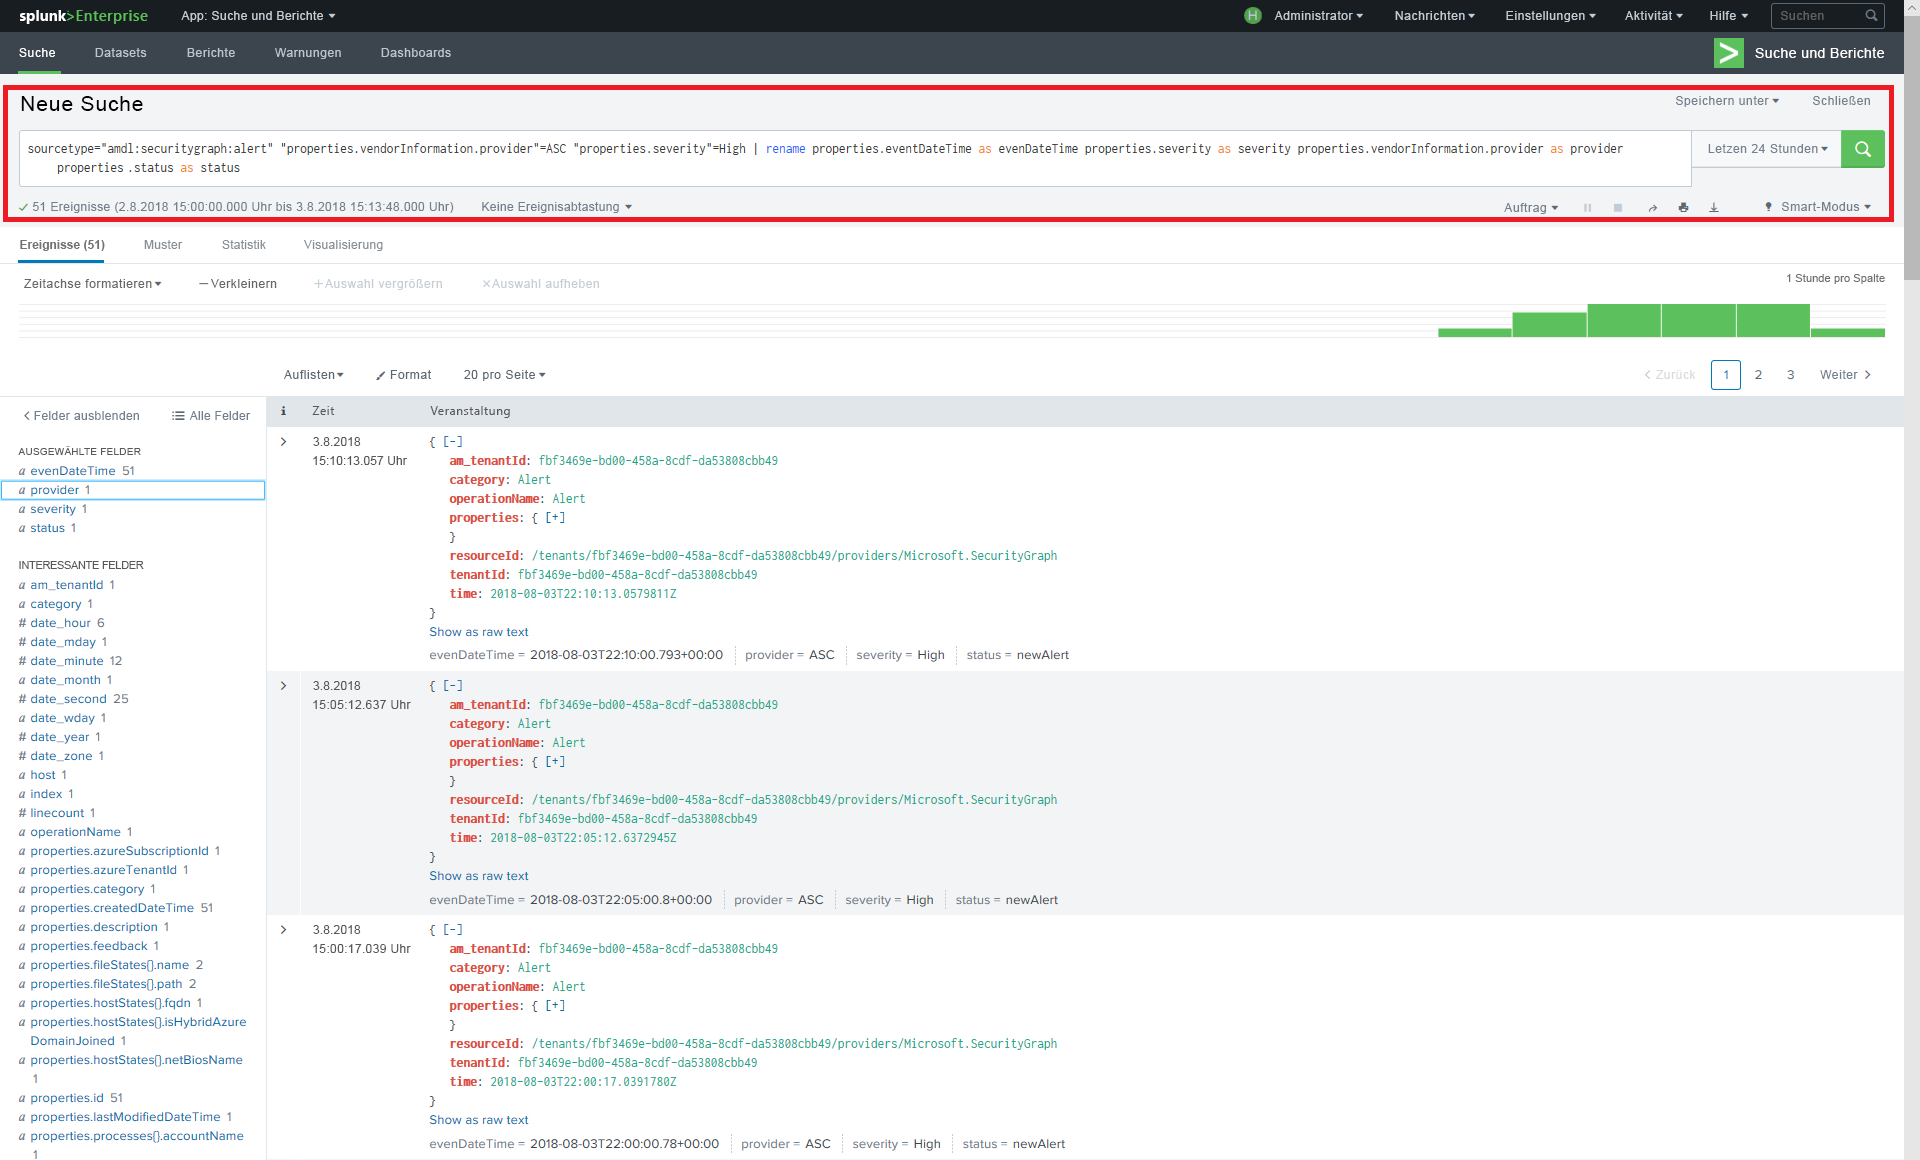 splunk>Enterprise App: Suche und Berichte H Administrator Nachrichten Einstellungen Aktivität Hilfe Suchen
Suche Datasets Berichte Warnungen Dashboards Suche und Berichte
Neue Suche Speichern unter Schließen
sourcetype="amdl:securitygraph:alert" "properties.vendorInformation.provider"=ASC "properties.severity"=High | rename properties.eventDateTime as evenDateTime properties.severity as severity properties.vendorInformation.provider as provider
properties .status as status
Letzen 24 Stunden
51 Ereignisse (2.8.2018 15:00:00.000 Uhr bis 3.8.2018 15:13:48.000 Uhr) Keine Ereignisabtastung Auftrag Smart-Modus
Ereignisse (51) Muster Statistik Visualisierung
Zeitachse formatieren — Verkleinern + Auswahl vergrößern × Auswahl aufheben 1 Stunde pro Spalte
Auflisten Format 20 pro Seite < Zurück 1 2 3 Weiter >
< Felder ausblenden Alle Felder
AUSGEWÄHLTE FELDER
a evenDateTime 51
a provider 1
a severity 1
a status 1
INTERESSANTE FELDER
a am_tenantId 1
a category 1
# date_hour 6
# date_mday 1
# date_minute 12
a date_month 1
# date_second 25
a date_wday 1
# date_year 1
# date_zone 1
a host 1
a index 1
# linecount 1
a operationName 1
a properties.azureSubscriptionId 1
a properties.azureTenantId 1
a properties.category 1
a properties.createdDateTime 51
a properties.description 1
a properties.feedback 1
a properties.fileStates{}.name 2
a properties.fileStates{}.path 2
a properties.hostStates{}.fqdn 1
a properties.hostStates{}.isHybridAzure
DomainJoined 1
a properties.hostStates{}.netBiosName
1
a properties.id 51
a properties.lastModifiedDateTime 1
a properties.processes{}.accountName
1
i Zeit Veranstaltung
> 3.8.2018 { [-]
15:10:13.057 Uhr am_tenantId: fbf3469e-bd00-458a-8cdf-da53808cbb49
category: Alert
operationName: Alert
properties: { [+]
}
resourceId: /tenants/fbf3469e-bd00-458a-8cdf-da53808cbb49/providers/Microsoft.SecurityGraph
tenantId: fbf3469e-bd00-458a-8cdf-da53808cbb49
time: 2018-08-03T22:10:13.0579811Z
}
Show as raw text
evenDateTime = 2018-08-03T22:10:00.793+00:00 provider = ASC severity = High status = newAlert
> 3.8.2018 { [-]
15:05:12.637 Uhr am_tenantId: fbf3469e-bd00-458a-8cdf-da53808cbb49
category: Alert
operationName: Alert
properties: { [+]
}
resourceId: /tenants/fbf3469e-bd00-458a-8cdf-da53808cbb49/providers/Microsoft.SecurityGraph
tenantId: fbf3469e-bd00-458a-8cdf-da53808cbb49
time: 2018-08-03T22:05:12.6372945Z
}
Show as raw text
evenDateTime = 2018-08-03T22:05:00.8+00:00 provider = ASC severity = High status = newAlert
> 3.8.2018 { [-]
15:00:17.039 Uhr am_tenantId: fbf3469e-bd00-458a-8cdf-da53808cbb49
category: Alert
operationName: Alert
properties: { [+]
}
resourceId: /tenants/fbf3469e-bd00-458a-8cdf-da53808cbb49/providers/Microsoft.SecurityGraph
tenantId: fbf3469e-bd00-458a-8cdf-da53808cbb49
time: 2018-08-03T22:00:17.0391780Z
}
Show as raw text
evenDateTime = 2018-08-03T22:00:00.78+00:00 provider = ASC severity = High status = newAlert